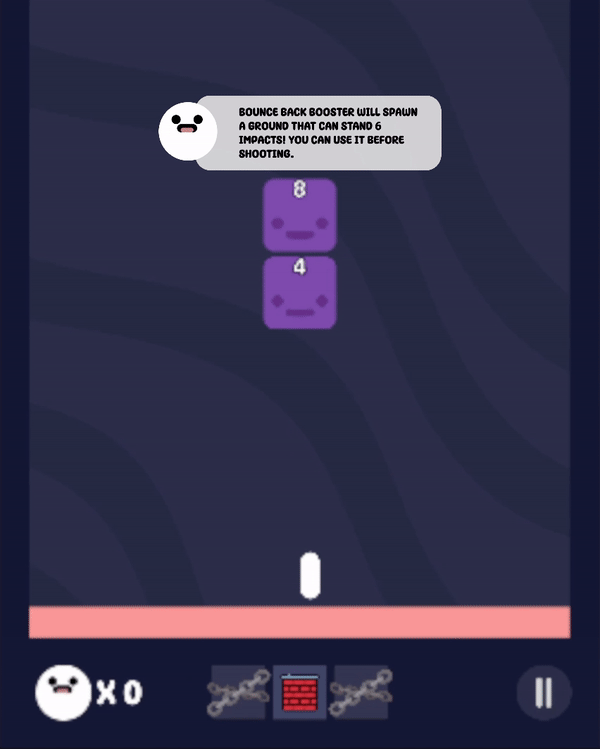 BOUNCE BACK BOOSTER WILL SPAWN
A GROUND THAT CAN STAND 6
IMPACTS! YOU CAN USE IT BEFORE
SHOOTING.
8
4
X 0